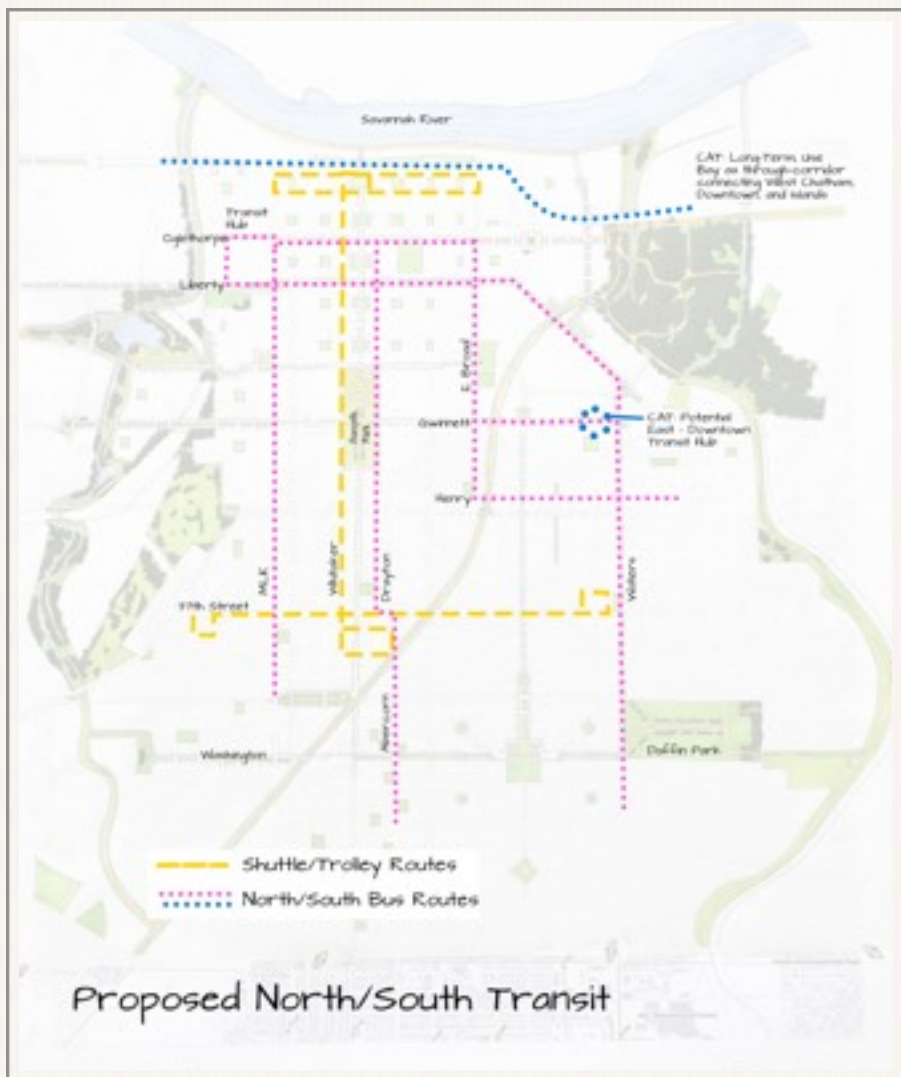 Savannah River
CAT: Long-Term, Use
Bay as through-corridor
connecting West Chatham,
Downtown, and Islands
Transit
Hub
Oglethorpe
Liberty
E. Broad
Gwinnett
CAT: Potential
East - Downtown
Transit Hub
Forsyth
Park
Henry
MLK
Whitaker
Drayton
Waters
37th Street
Abercorn
Washington
Daffin Park
Shuttle/Trolley Routes
North/South Bus Routes
Proposed North/South Transit